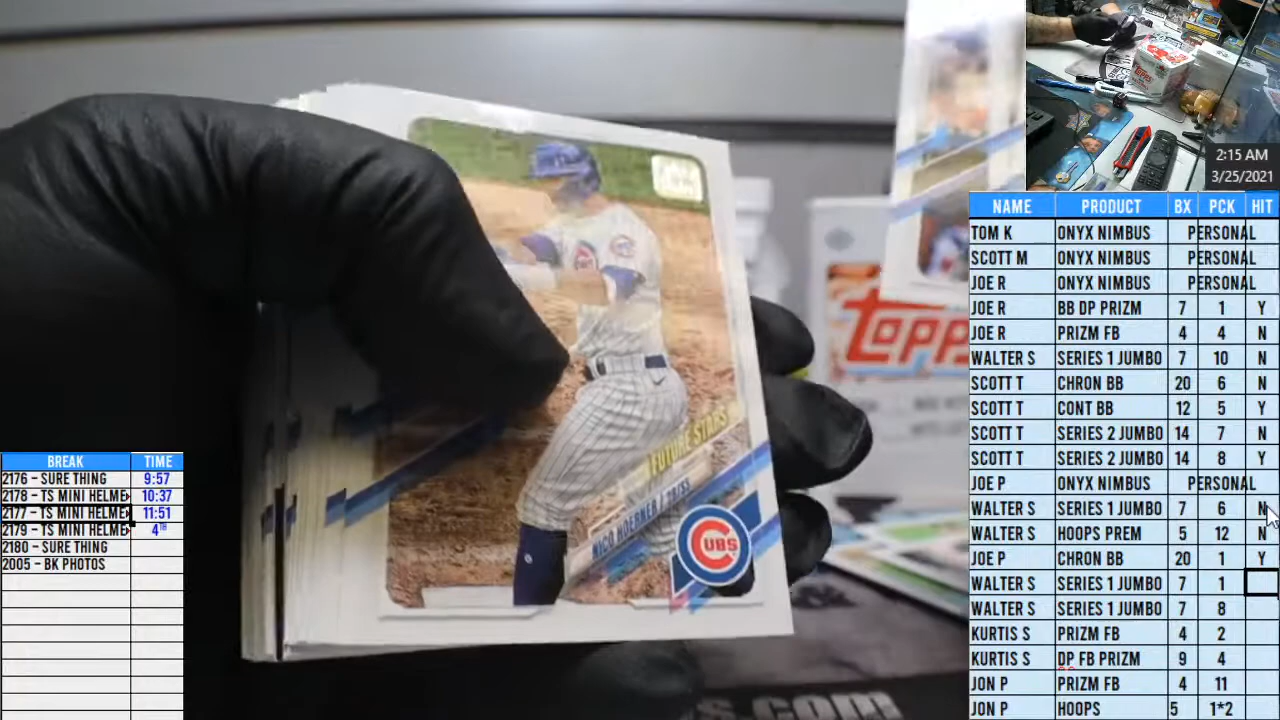 2:15 AM
3/25/2021
NAME PRODUCT BX PCK HIT
TOM K ONYX NIMBUS PERSONAL
SCOTT M ONYX NIMBUS PERSONAL
JOE R ONYX NIMBUS PERSONAL
JOE R BB DP PRIZM 7 1 Y
JOE R PRIZM FB 4 4 N
WALTER S SERIES 1 JUMBO 7 10 N
SCOTT T CHRON BB 20 6 N
SCOTT T CONT BB 12 5 Y
SCOTT T SERIES 2 JUMBO 14 7 N
SCOTT T SERIES 2 JUMBO 14 8 Y
JOE P ONYX NIMBUS PERSONAL
WALTER S SERIES 1 JUMBO 7 6 N
WALTER S HOOPS PREM 5 12 N
JOE P CHRON BB 20 1 Y
WALTER S SERIES 1 JUMBO 7 1
WALTER S SERIES 1 JUMBO 7 8
KURTIS S PRIZM FB 4 2
KURTIS S DP FB PRIZM 9 4
JON P PRIZM FB 4 11
JON P HOOPS 5 1*2
BREAK TIME
2176 – SURE THING 9:57
2178 – TS MINI HELME 10:37
2177 – TS MINI HELME 11:51
2179 – TS MINI HELME 4TH
2180 – SURE THING
2005 – BK PHOTOS
FUTURE STARS
NICO HOERNER | 2B/SS
CUBS
TOPPS
s.com